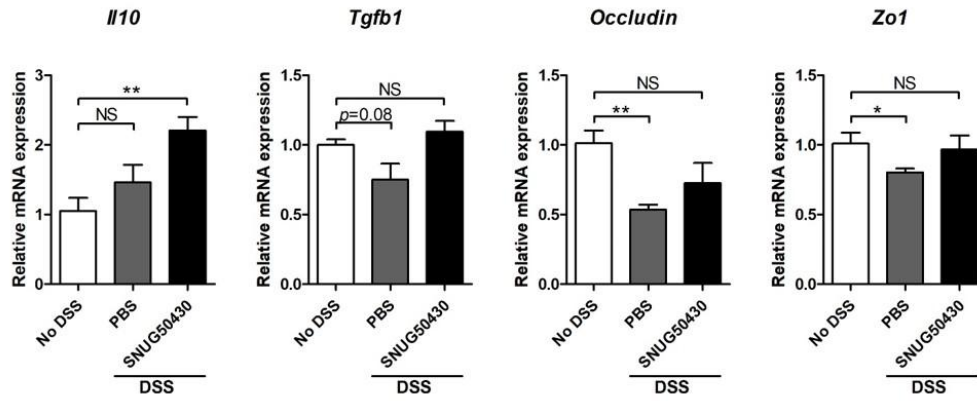 Il10
Relative mRNA expression
3
2
1
0
**
NS
No DSS
PBS
SNUG50430
DSS
Tgfb1
Relative mRNA expression
1.5
1.0
0.5
0.0
NS
p=0.08
No DSS
PBS
SNUG50430
DSS
Occludin
Relative mRNA expression
1.5
1.0
0.5
0.0
NS
**
No DSS
PBS
SNUG50430
DSS
Zo1
Relative mRNA expression
1.5
1.0
0.5
0.0
NS
*
No DSS
PBS
SNUG50430
DSS